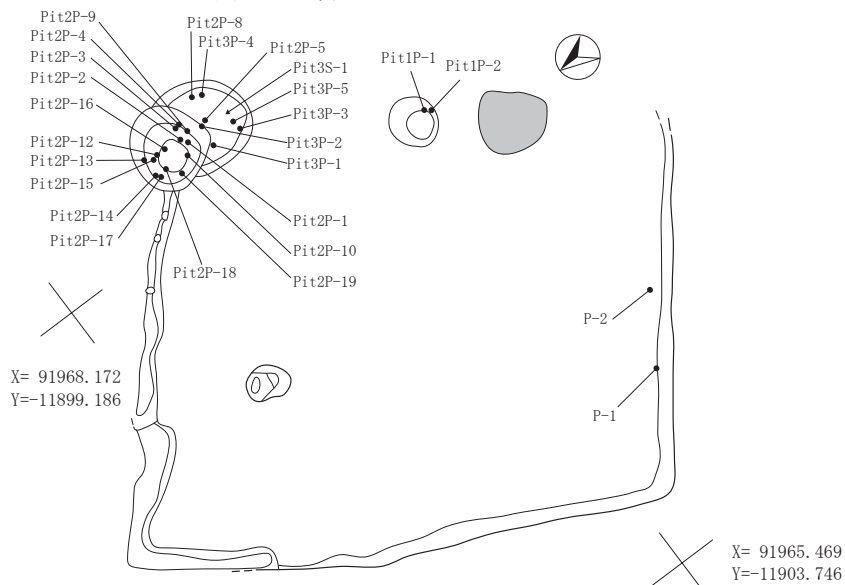 Pit2P-9
Pit2P-4
Pit2P-3
Pit2P-2
Pit2P-16
Pit2P-12
Pit2P-13
Pit2P-15
Pit2P-14
Pit2P-17
Pit2P-18
Pit2P-8
Pit3P-4
Pit2P-5
Pit3S-1
Pit3P-5
Pit3P-3
Pit3P-2
Pit3P-1
Pit2P-1
Pit2P-10
Pit2P-19
Pit1P-1
Pit1P-2
P-2
P-1
X= 91968.172
Y=-11899.186
X= 91965.469
Y=-11903.746